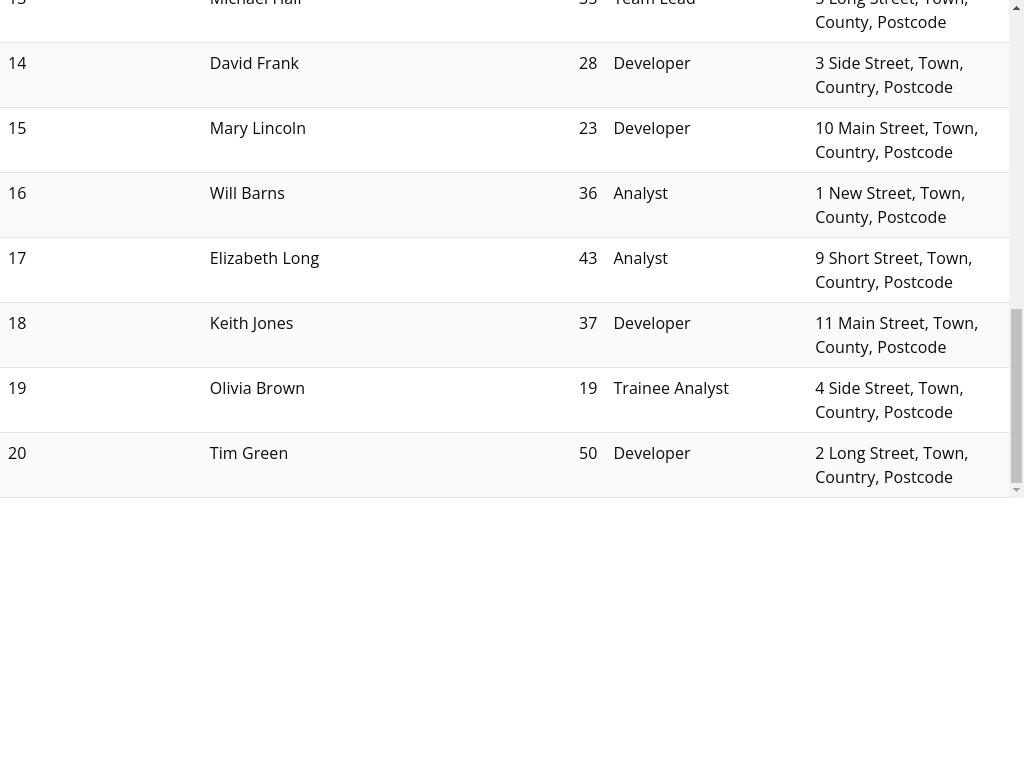 13 Michael Hall 35 Team Lead 5 Long Street, Town,
County, Postcode
14 David Frank 28 Developer 3 Side Street, Town,
Country, Postcode
15 Mary Lincoln 23 Developer 10 Main Street, Town,
Country, Postcode
16 Will Barns 36 Analyst 1 New Street, Town,
County, Postcode
17 Elizabeth Long 43 Analyst 9 Short Street, Town,
Country, Postcode
18 Keith Jones 37 Developer 11 Main Street, Town,
County, Postcode
19 Olivia Brown 19 Trainee Analyst 4 Side Street, Town,
Country, Postcode
20 Tim Green 50 Developer 2 Long Street, Town,
Country, Postcode